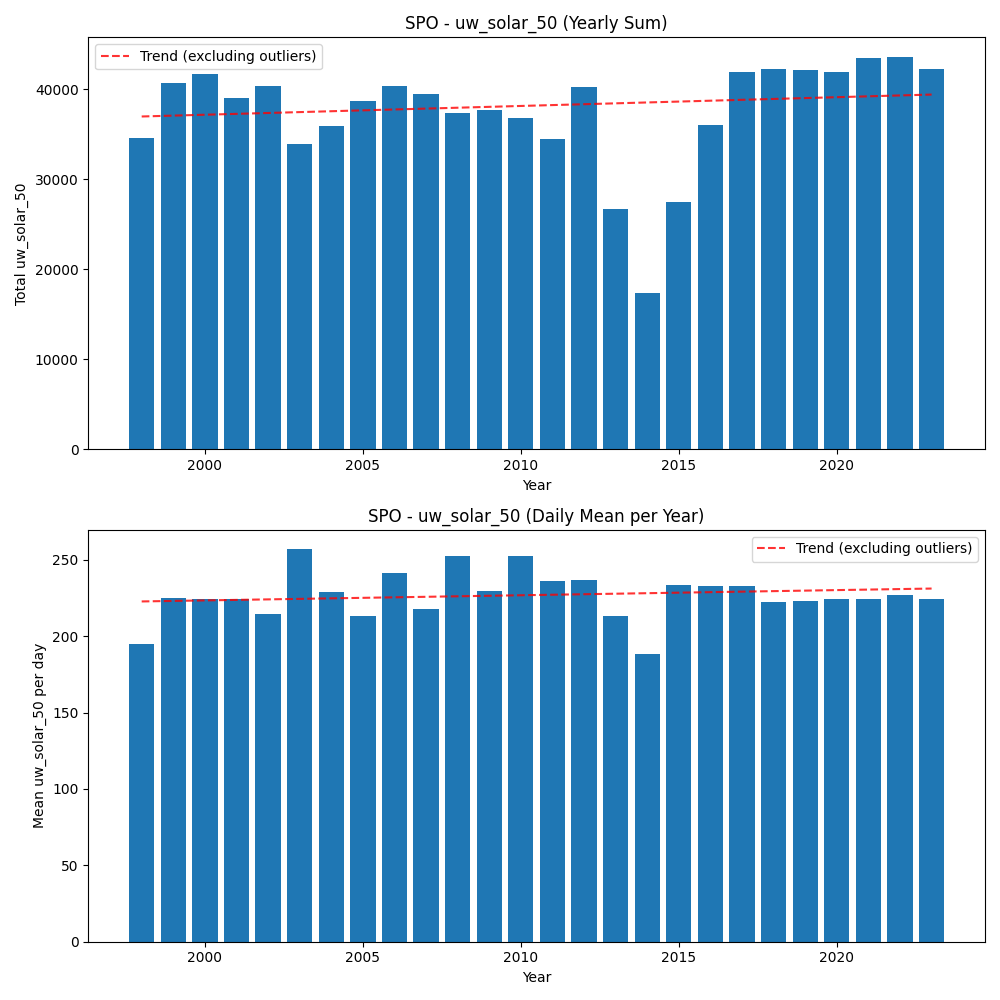 SPO - uw_solar_50 (Yearly Sum)
Trend (excluding outliers)
Total uw_solar_50
40000
30000
20000
10000
0
2000 2005 2010 2015 2020
Year
SPO - uw_solar_50 (Daily Mean per Year)
Trend (excluding outliers)
Mean uw_solar_50 per day
250
200
150
100
50
0
2000 2005 2010 2015 2020
Year